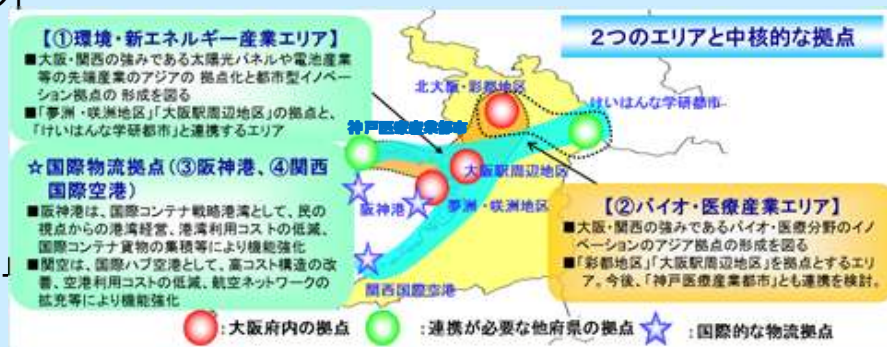 2つのエリアと中核的な拠点
【①環境・新エネルギー産業エリア】
■大阪・関西の強みである太陽光パネルや電池産業
等の先端産業のアジアの 拠点化と都市型イノベー
ション拠点の 形成を図る
■「夢洲・咲洲地区」「大阪駅周辺地区」の拠点と、
「けいはんな学研都市」と連携するエリア
☆国際物流拠点(③阪神港、④関西
国際空港)
■阪神港は、国際コンテナ戦略港湾として、民の
視点からの港湾経営、港湾利用コストの低減、
国際コンテナ貨物の集積等により機能強化
■関空は、国際ハブ空港として、高コスト構造の改
善、空港利用コストの低減、航空ネットワークの
拡充等により機能強化
北大阪・彩都地区
けいはんな学研都市
神戸医療産業都市
大阪駅周辺地区
夢洲・咲洲地区
阪神港
関西国際空港
【②バイオ・医療産業エリア】
■大阪・関西の強みであるバイオ・医療分野のイノ
ベーションのアジア拠点の形成を図る
■「彩都地区」「大阪駅周辺地区」を拠点とするエリ
ア。今後、「神戸医療産業都市」とも連携を検討。
:大阪府内の拠点
:連携が必要な他府県の拠点
:国際的な物流拠点